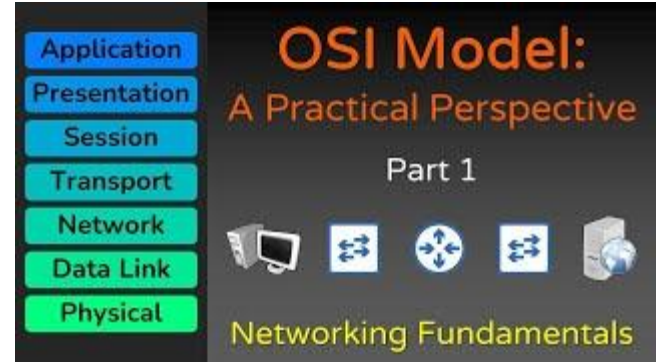 Application
Presentation
Session
Transport
Network
Data Link
Physical
OSI Model:
A Practical Perspective
Part 1
Networking Fundamentals